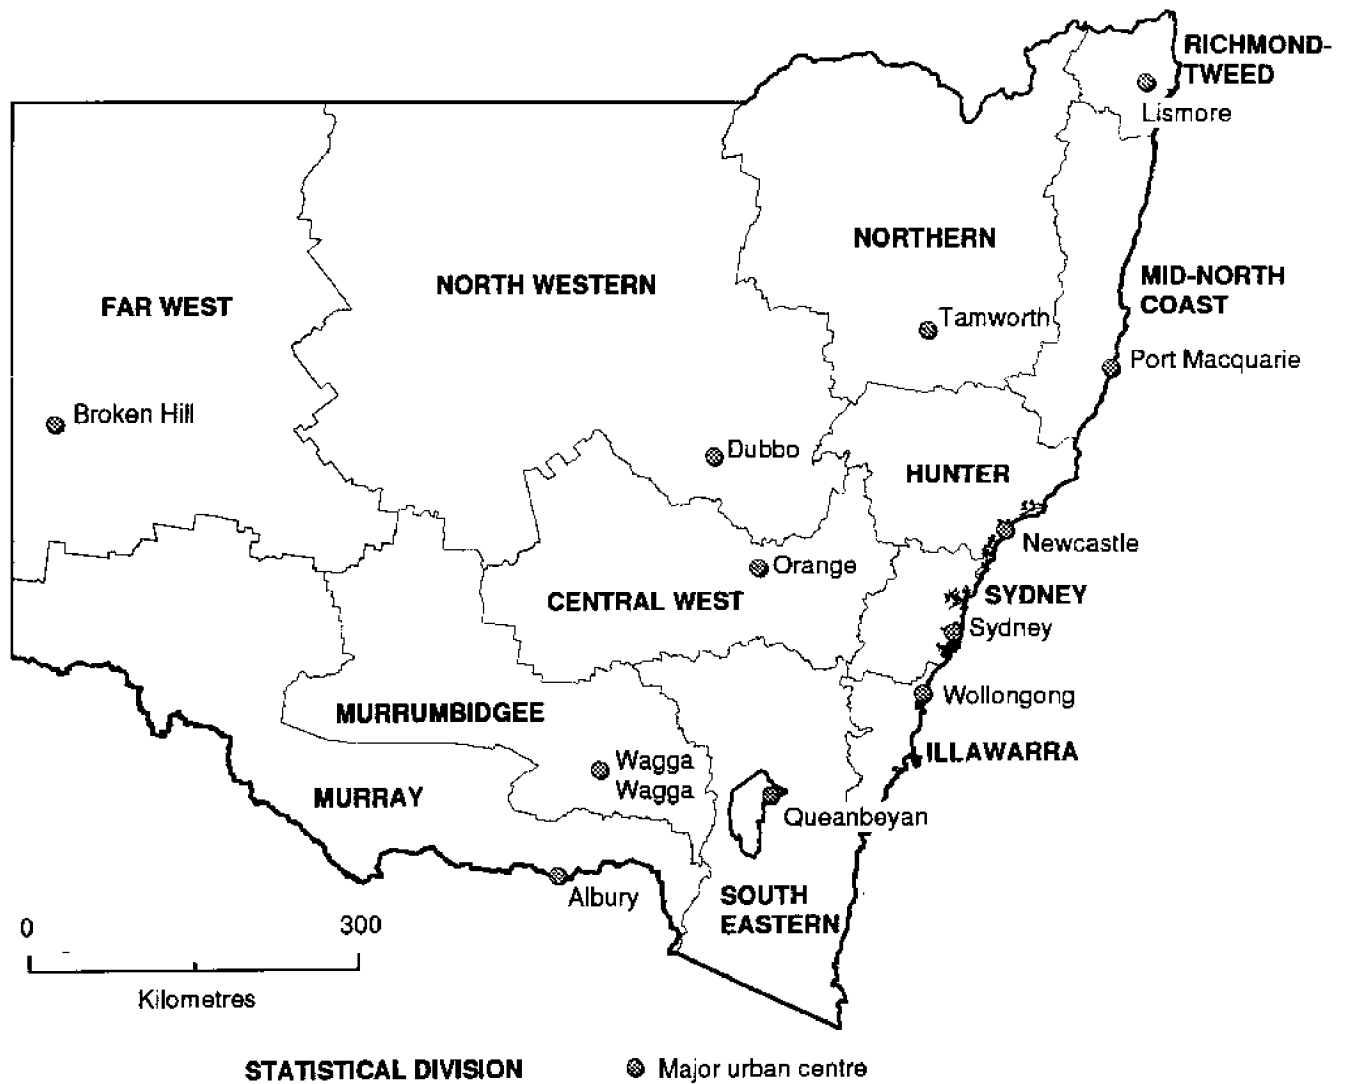 RICHMOND-
TWEED
Lismore
NORTHERN
MID-NORTH
COAST
NORTH WESTERN
FAR WEST
Tamworth
Port Macquarie
Broken Hill
Dubbo
HUNTER
Newcastle
Orange
CENTRAL WEST
SYDNEY
Sydney
Wollongong
MURRUMBIDGEE
ILLAWARRA
Wagga
Wagga
MURRAY
Queanbeyan
Albury
SOUTH
EASTERN
0 300
Kilometres
STATISTICAL DIVISION
Major urban centre